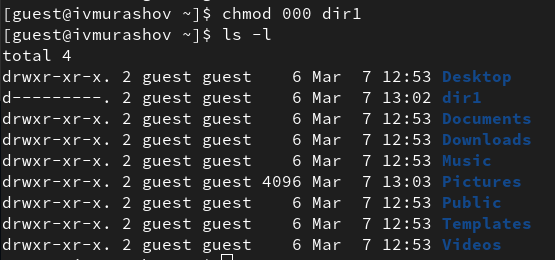 [guest@ivmurashov ~]$ chmod 000 dir1
[guest@ivmurashov ~]$ ls -l
total 4
drwxr-xr-x. 2 guest guest    6 Mar  7 12:53 Desktop
d---------. 2 guest guest    6 Mar  7 13:02 dir1
drwxr-xr-x. 2 guest guest    6 Mar  7 12:53 Documents
drwxr-xr-x. 2 guest guest    6 Mar  7 12:53 Downloads
drwxr-xr-x. 2 guest guest    6 Mar  7 12:53 Music
drwxr-xr-x. 2 guest guest 4096 Mar  7 13:03 Pictures
drwxr-xr-x. 2 guest guest    6 Mar  7 12:53 Public
drwxr-xr-x. 2 guest guest    6 Mar  7 12:53 Templates
drwxr-xr-x. 2 guest guest    6 Mar  7 12:53 Videos